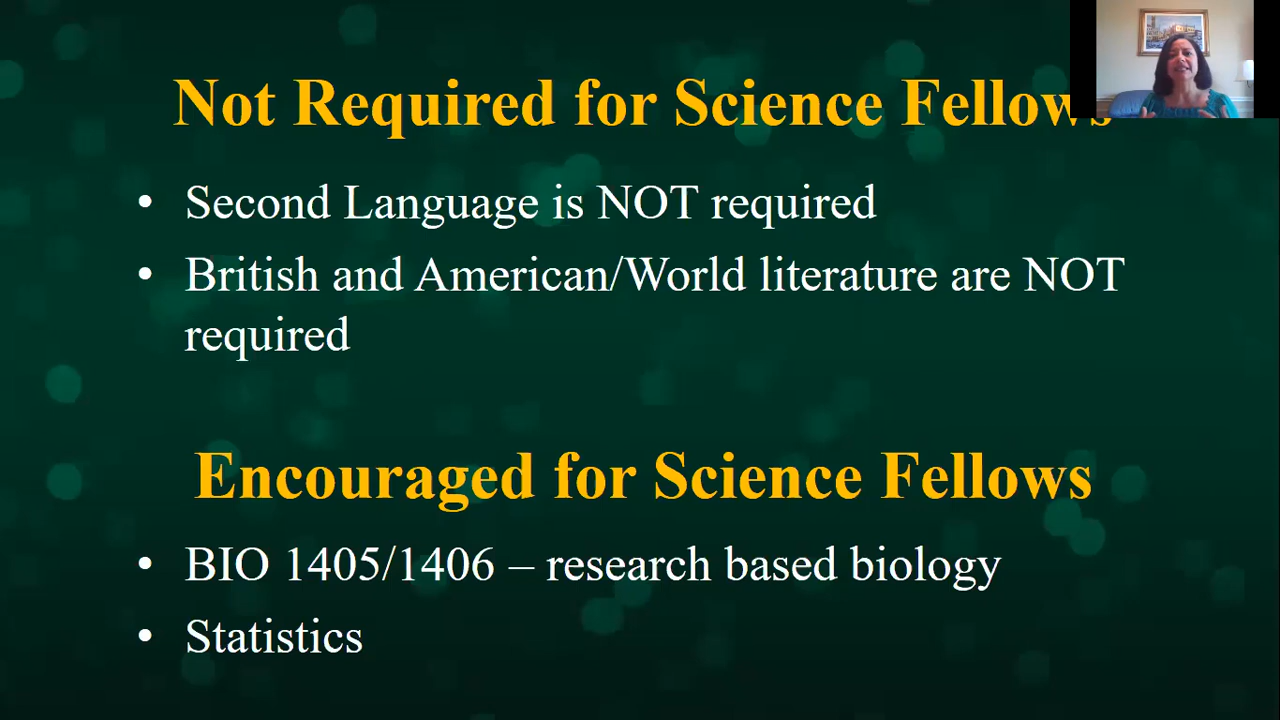 Not Required for Science Fellows
• Second Language is NOT required
• British and American/World literature are NOT
required
Encouraged for Science Fellows
• BIO 1405/1406 – research based biology
• Statistics